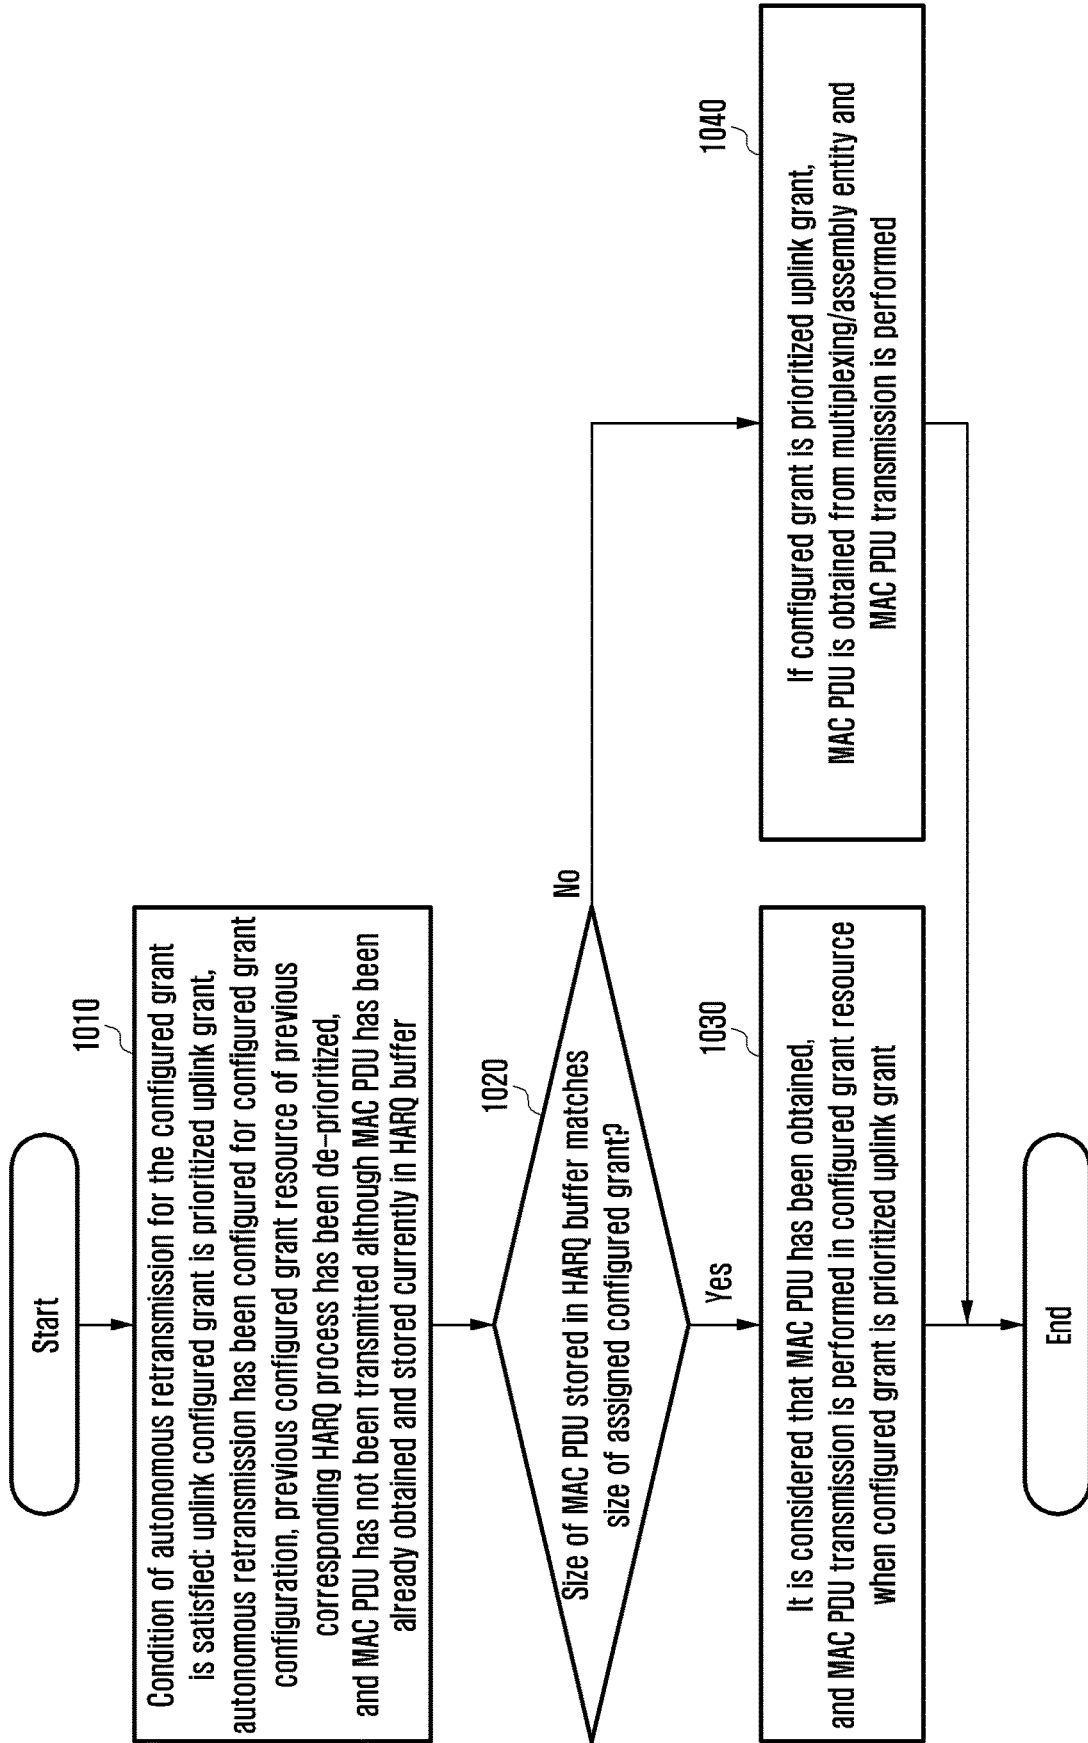 Start
1010
Condition of autonomous retransmission for the configured grant
is satisfied: uplink configured grant is prioritized uplink grant,
autonomous retransmission has been configured for configured grant
configuration, previous configured grant resource of previous
corresponding HARQ process has been de-prioritized,
and MAC PDU has not been transmitted although MAC PDU has been
already obtained and stored currently in HARQ buffer
1020
Size of MAC PDU stored in HARQ buffer matches
size of assigned configured grant?
No
Yes
1030
It is considered that MAC PDU has been obtained,
and MAC PDU transmission is performed in configured grant resource
when configured grant is prioritized uplink grant
1040
If configured grant is prioritized uplink grant,
MAC PDU is obtained from multiplexing/assembly entity and
MAC PDU transmission is performed
End